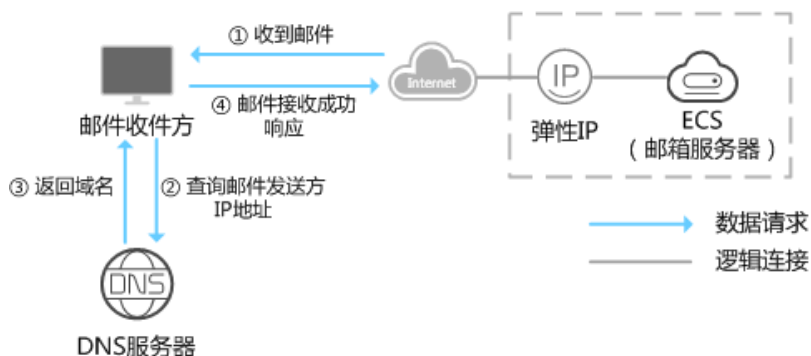 ① 收到邮件
Internet
IP
④ 邮件接收成功
响应
邮件收件方
弹性IP
ECS
（邮箱服务器）
③ 返回域名
② 查询邮件发送方
IP地址
数据请求
逻辑连接
DNS
DNS服务器